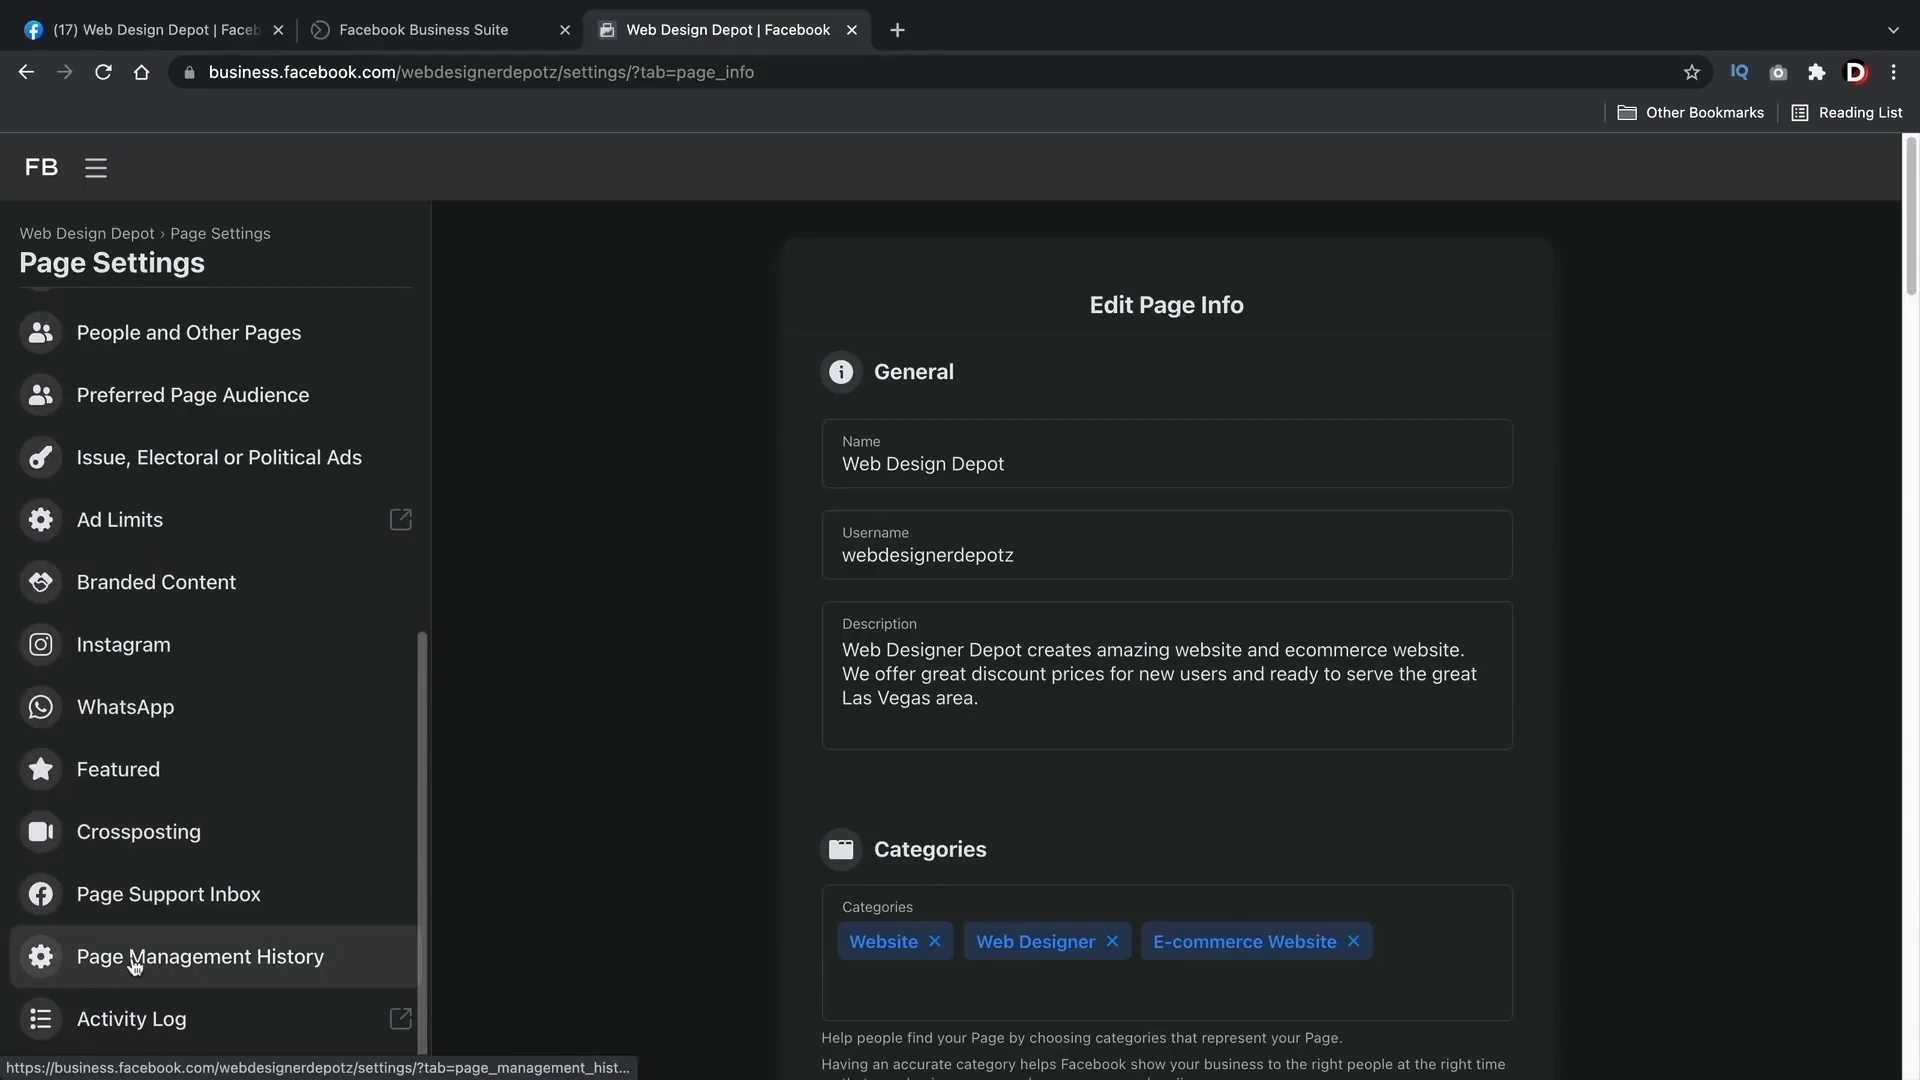 (17) Web Design Depot | Faceb
Facebook Business Suite
Web Design Depot | Facebook
business.facebook.com/webdesignerdepotz/settings/?tab=page_info
IQ
D
Other Bookmarks
Reading List
FB
Web Design Depot › Page Settings
Page Settings
People and Other Pages
Preferred Page Audience
Issue, Electoral or Political Ads
Ad Limits
Branded Content
Instagram
WhatsApp
Featured
Crossposting
Page Support Inbox
Page Management History
Activity Log
https://business.facebook.com/webdesignerdepotz/settings/?tab=page_management_hist...
Edit Page Info
General
Name
Web Design Depot
Username
webdesignerdepotz
Description
Web Designer Depot creates amazing website and ecommerce website.
We offer great discount prices for new users and ready to serve the great
Las Vegas area.
Categories
Categories
Website
Web Designer
E-commerce Website
Help people find your Page by choosing categories that represent your Page.
Having an accurate category helps Facebook show your business to the right people at the right time